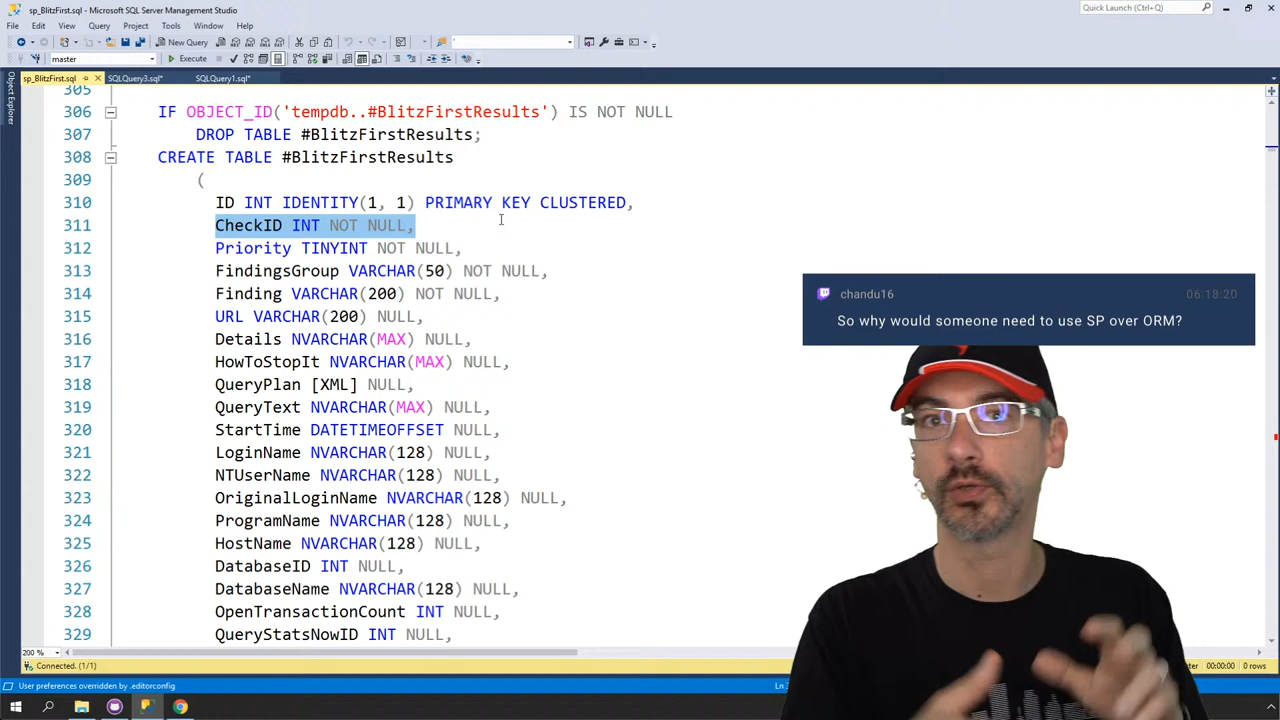 sp_BlitzFirst.sql - Microsoft SQL Server Management Studio
Quick Launch (Ctrl+Q)
File Edit View Query Project Tools Window Help
New Query
master
Execute
sp_BlitzFirst.sql
SQLQuery3.sql*
SQLQuery1.sql*
Object Explorer
305
306 IF OBJECT_ID('tempdb..#BlitzFirstResults') IS NOT NULL
307 DROP TABLE #BlitzFirstResults;
308 CREATE TABLE #BlitzFirstResults
309 (
310 ID INT IDENTITY(1, 1) PRIMARY KEY CLUSTERED,
311 CheckID INT NOT NULL,
312 Priority TINYINT NOT NULL,
313 FindingsGroup VARCHAR(50) NOT NULL,
314 Finding VARCHAR(200) NOT NULL,
315 URL VARCHAR(200) NULL,
316 Details NVARCHAR(MAX) NULL,
317 HowToStopIt NVARCHAR(MAX) NULL,
318 QueryPlan [XML] NULL,
319 QueryText NVARCHAR(MAX) NULL,
320 StartTime DATETIMEOFFSET NULL,
321 LoginName NVARCHAR(128) NULL,
322 NTUserName NVARCHAR(128) NULL,
323 OriginalLoginName NVARCHAR(128) NULL,
324 ProgramName NVARCHAR(128) NULL,
325 HostName NVARCHAR(128) NULL,
326 DatabaseID INT NULL,
327 DatabaseName NVARCHAR(128) NULL,
328 OpenTransactionCount INT NULL,
329 QueryStatsNowID INT NULL,
chandu16 06:18:20
So why would someone need to use SP over ORM?
200 %
Connected. (1/1)
00:00:00 0 rows
User preferences overridden by .editorconfig